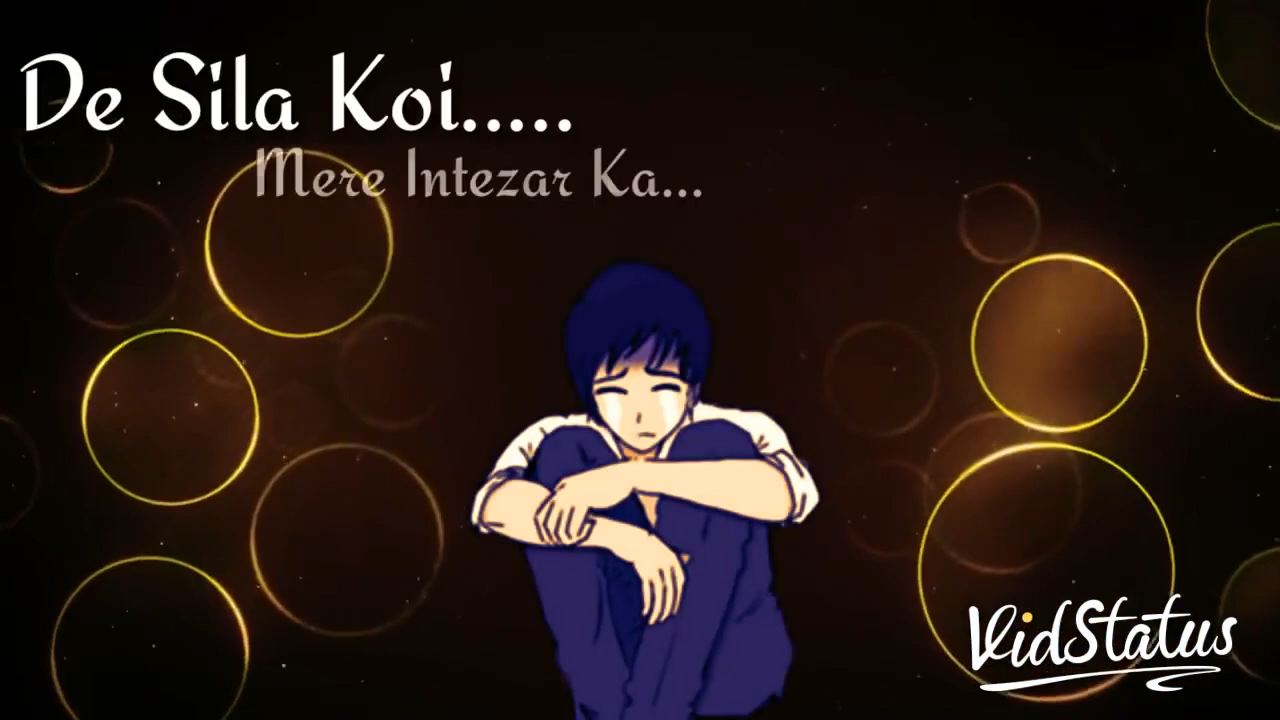 De Sila Koi.....
Mere Intezar Ka...
VidStatus